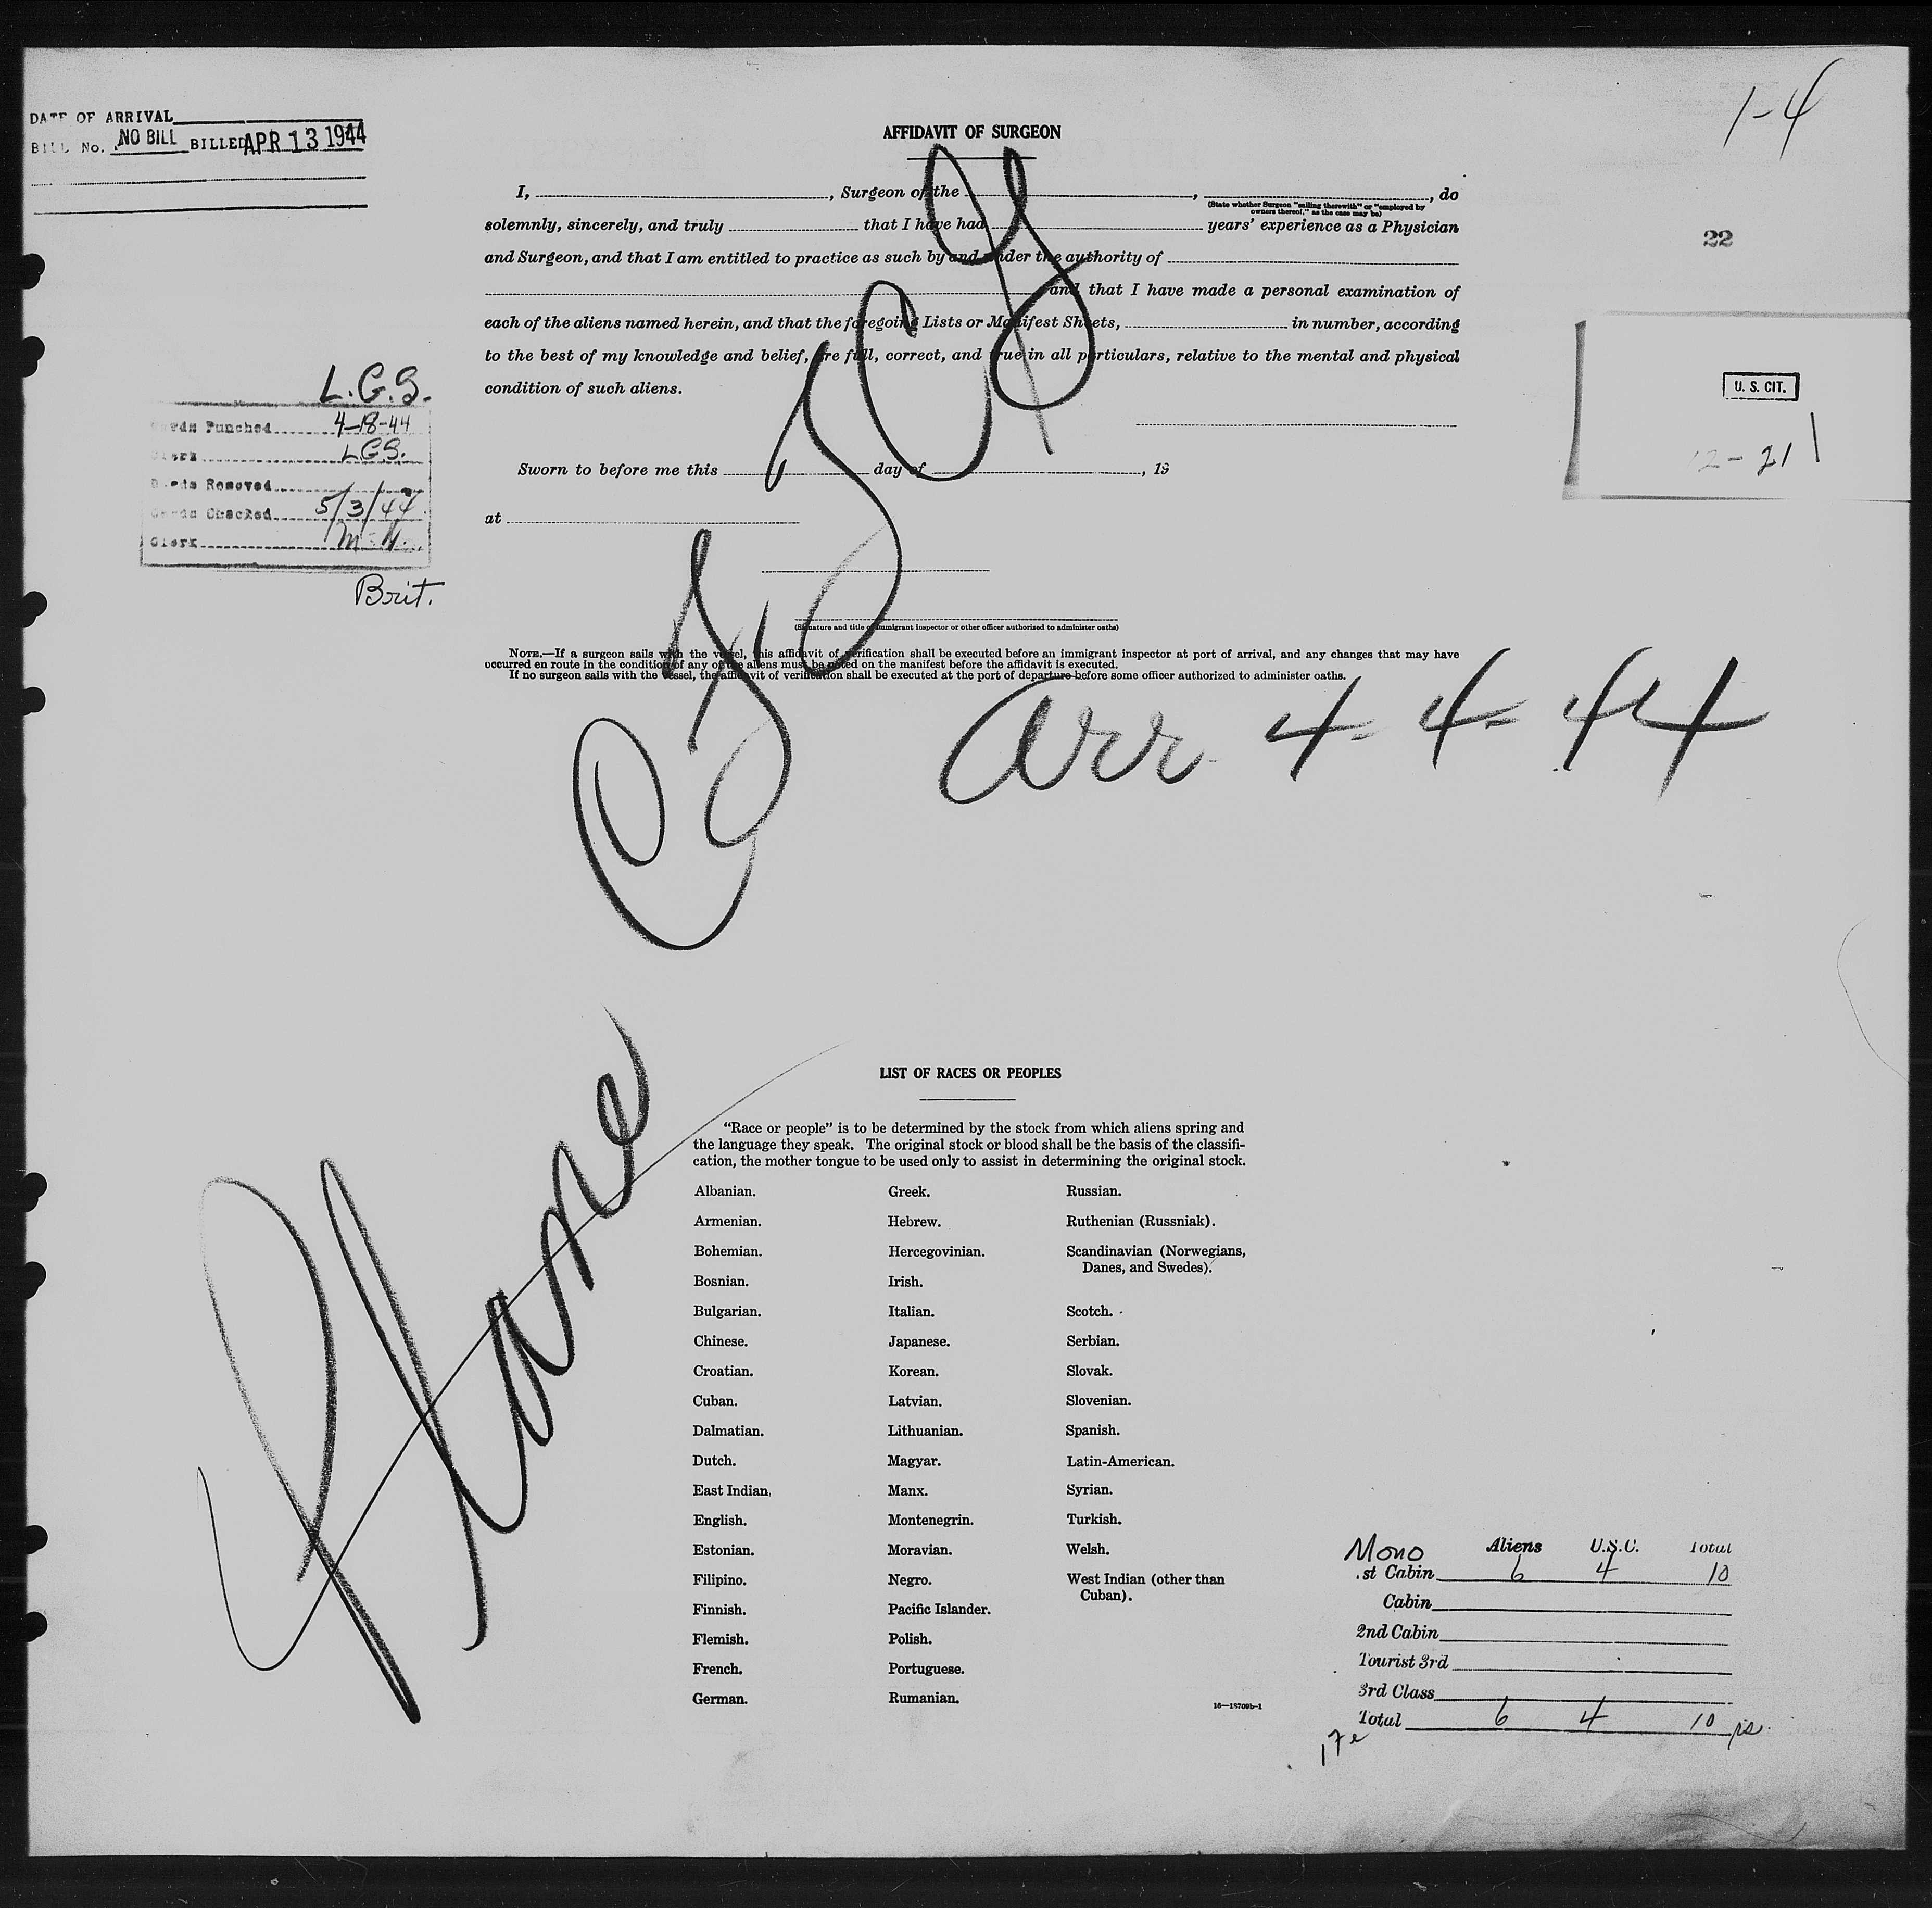 DATE OF ARRIVAL
BILL No. NO BILL BILLED APR 13 1944
1-4
22
AFFIDAVIT OF SURGEON
I, , Surgeon of the , , do
(State whether Surgeon "sailing therewith" or "employed by
owners thereof," as the case may be)
solemnly, sincerely, and truly that I have had years' experience as a Physician
and Surgeon, and that I am entitled to practice as such by and under the authority of
and that I have made a personal examination of
each of the aliens named herein, and that the foregoing Lists or Manifest Sheets, in number, according
to the best of my knowledge and belief, are full, correct, and true in all particulars, relative to the mental and physical
condition of such aliens.
Sworn to before me this day of , 19
at
(Signature and title of immigrant inspector or other officer authorized to administer oaths)
NOTE.—If a surgeon sails with the vessel, this affidavit of verification shall be executed before an immigrant inspector at port of arrival, and any changes that may have
occurred en route in the condition of any of the aliens must be noted on the manifest before the affidavit is executed.
If no surgeon sails with the vessel, the affidavit of verification shall be executed at the port of departure before some officer authorized to administer oaths.
L.G.S.
Cards Punched 4-18-44
Clerk LGS.
Cards Removed
Cards Checked 5/3/44
Clerk
Brit.
U. S. CIT.
12-21
arr 4-4-44
Plane
LIST OF RACES OR PEOPLES
"Race or people" is to be determined by the stock from which aliens spring and
the language they speak. The original stock or blood shall be the basis of the classifi-
cation, the mother tongue to be used only to assist in determining the original stock.
Albanian.
Armenian.
Bohemian.
Bosnian.
Bulgarian.
Chinese.
Croatian.
Cuban.
Dalmatian.
Dutch.
East Indian.
English.
Estonian.
Filipino.
Finnish.
Flemish.
French.
German.
Greek.
Hebrew.
Hercegovinian.
Irish.
Italian.
Japanese.
Korean.
Latvian.
Lithuanian.
Magyar.
Manx.
Montenegrin.
Moravian.
Negro.
Pacific Islander.
Polish.
Portuguese.
Rumanian.
Russian.
Ruthenian (Russniak).
Scandinavian (Norwegians,
Danes, and Swedes).
Scotch.
Serbian.
Slovak.
Slovenian.
Spanish.
Latin-American.
Syrian.
Turkish.
Welsh.
West Indian (other than
Cuban).
16—13709b-1
Mono Aliens U.S.C. Total
1st Cabin 6 4 10
Cabin
2nd Cabin
Tourist 3rd
3rd Class
Total 6 4 10